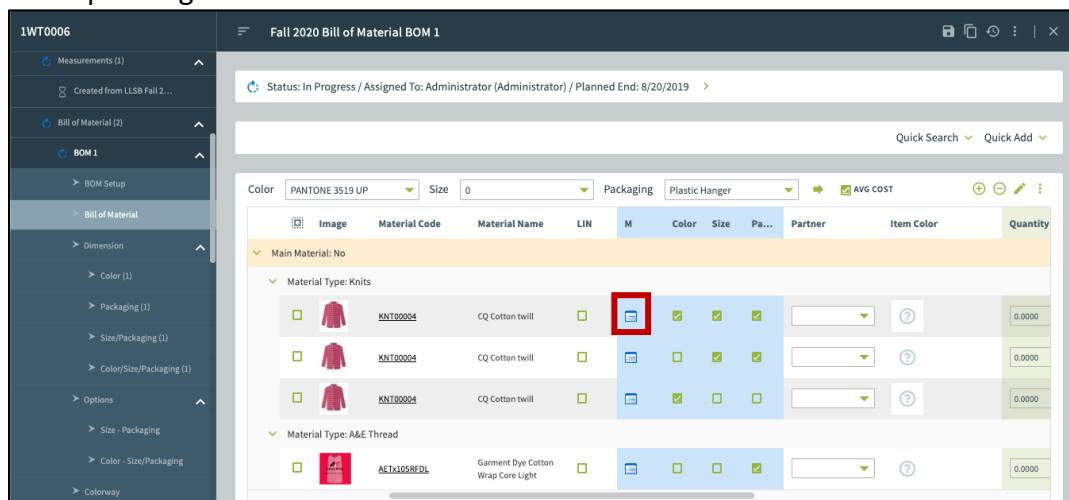 1WT0006
Fall 2020 Bill of Material BOM 1
Measurements (1)
Created from LLSB Fall 2...
Bill of Material (2)
BOM 1
BOM Setup
Bill of Material
Dimension
Color (1)
Packaging (1)
Size/Packaging (1)
Color/Size/Packaging (1)
Options
Size - Packaging
Color - Size/Packaging
Colorway
Status: In Progress / Assigned To: Administrator (Administrator) / Planned End: 8/20/2019
Quick Search Quick Add
Color PANTONE 3519 UP Size 0 Packaging Plastic Hanger AVG COST
Image Material Code Material Name LIN M Color Size Pa... Partner Item Color Quantity
Main Material: No
Material Type: Knits
KNT00004 CQ Cotton twill 0.0000
KNT00004 CQ Cotton twill 0.0000
KNT00004 CQ Cotton twill 0.0000
Material Type: A&E Thread
AETx105RFDL Garment Dye Cotton 0.0000
Wrap Core Light